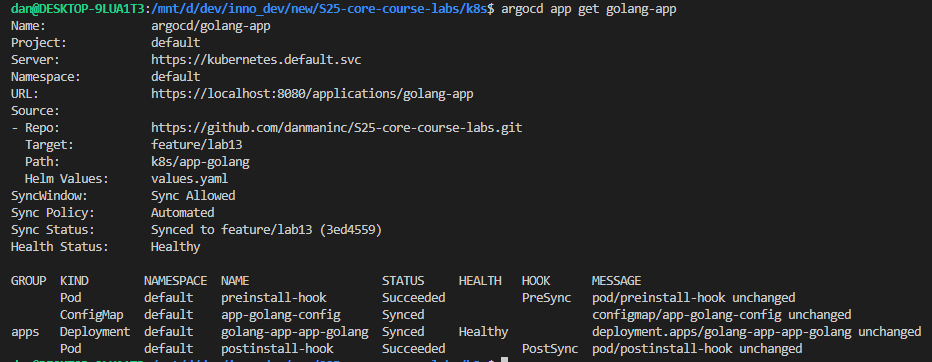 dan@DESKTOP-9LUA1T3:/mnt/d/dev/inno_dev/new/S25-core-course-labs/k8s$ argocd app get golang-app
Name: argocd/golang-app
Project: default
Server: https://kubernetes.default.svc
Namespace: default
URL: https://localhost:8080/applications/golang-app
Source:
- Repo: https://github.com/danmaninc/S25-core-course-labs.git
Target: feature/lab13
Path: k8s/app-golang
Helm Values: values.yaml
SyncWindow: Sync Allowed
Sync Policy: Automated
Sync Status: Synced to feature/lab13 (3ed4559)
Health Status: Healthy
GROUP KIND NAMESPACE NAME STATUS HEALTH HOOK MESSAGE
Pod default preinstall-hook Succeeded PreSync pod/preinstall-hook unchanged
ConfigMap default app-golang-config Synced configmap/app-golang-config unchanged
apps Deployment default golang-app-app-golang Synced Healthy deployment.apps/golang-app-app-golang unchanged
Pod default postinstall-hook Succeeded PostSync pod/postinstall-hook unchanged